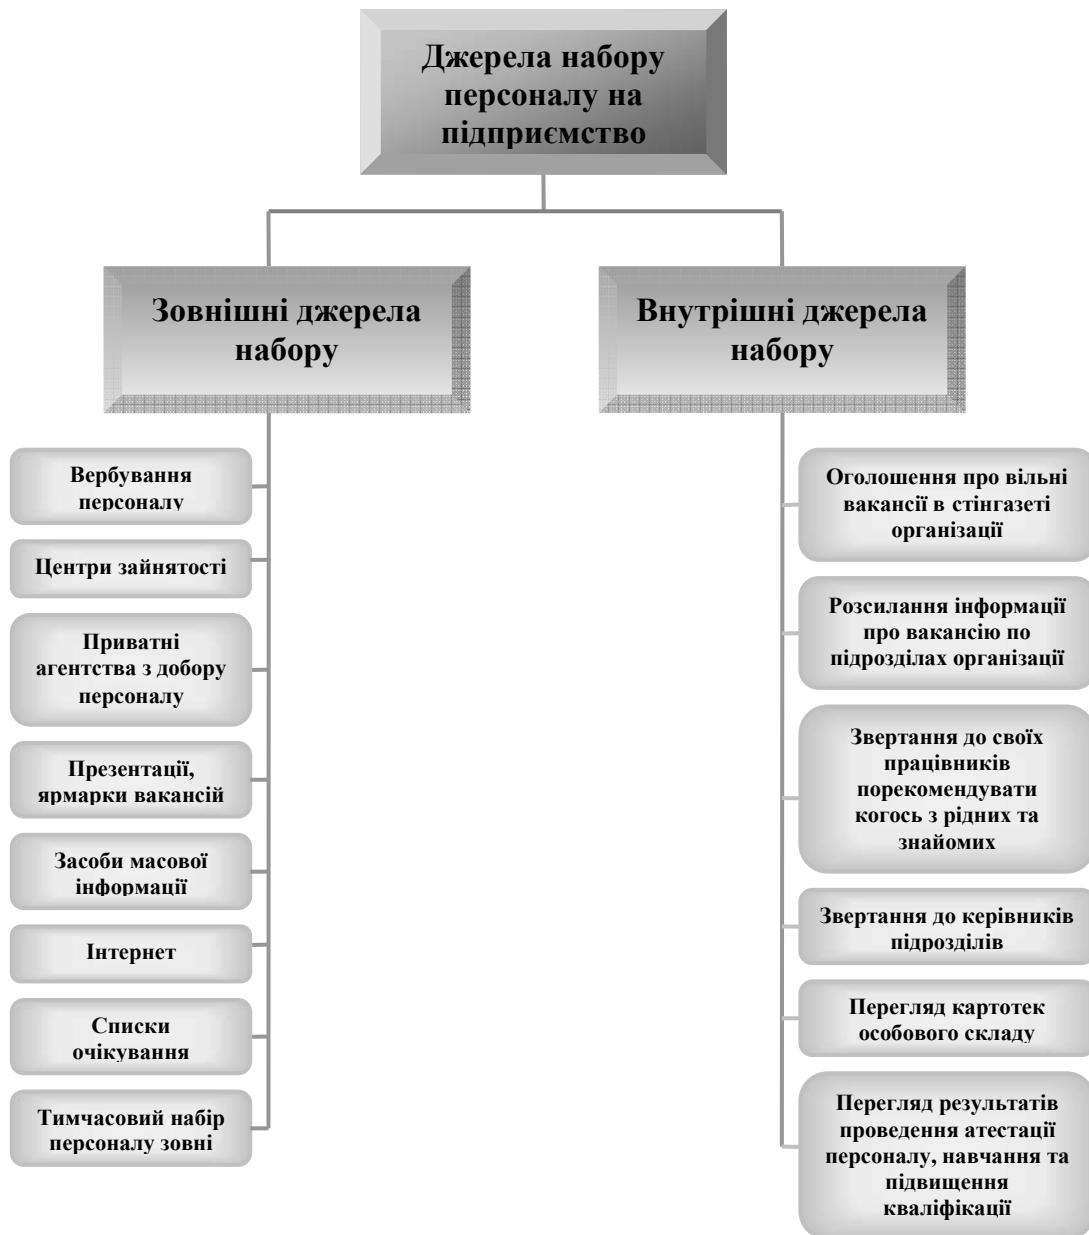 Джерела набору
персоналу на
підприємство
Зовнішні джерела
набору
Внутрішні джерела
набору
Вербування
персоналу
Центри зайнятості
Приватні
агентства з добору
персоналу
Презентації,
ярмарки вакансій
Засоби масової
інформації
Інтернет
Списки
очікування
Тимчасовий набір
персоналу зовні
Оголошення про вільні
вакансії в стінгазеті
організації
Розсилання інформації
про вакансію по
підрозділах організації
Звертання до своїх
працівників
порекомендувати
когось з рідних та
знайомих
Звертання до керівників
підрозділів
Перегляд картотек
особового складу
Перегляд результатів
проведення атестації
персоналу, навчання та
підвищення
кваліфікації